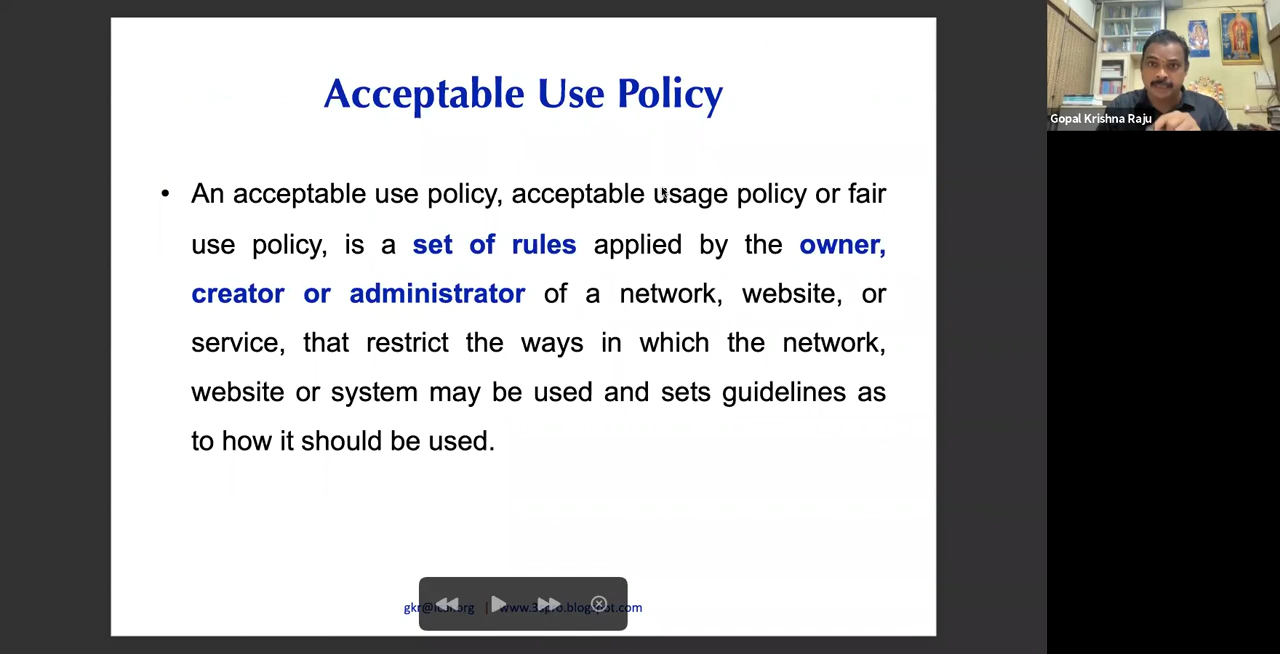 Acceptable Use Policy
• An acceptable use policy, acceptable usage policy or fair
use policy, is a set of rules applied by the owner,
creator or administrator of a network, website, or
service, that restrict the ways in which the network,
website or system may be used and sets guidelines as
to how it should be used.
| 
Gopal Krishna Raju